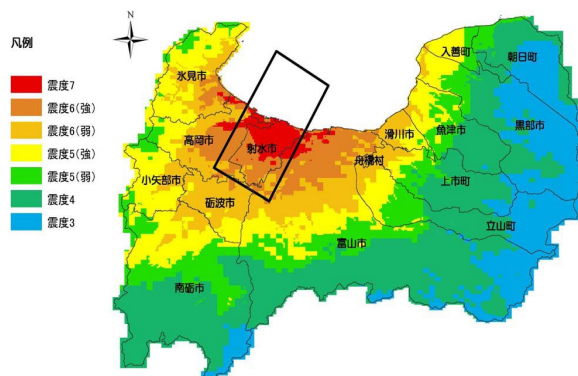 凡例
N
震度7
震度6(強)
震度6(弱)
震度5(強)
震度5(弱)
震度4
震度3
入善町
朝日町
氷見市
黒部市
魚津市
滑川市
高岡市
射水市
舟橋村
上市町
小矢部市
砺波市
立山町
富山市
南砺市